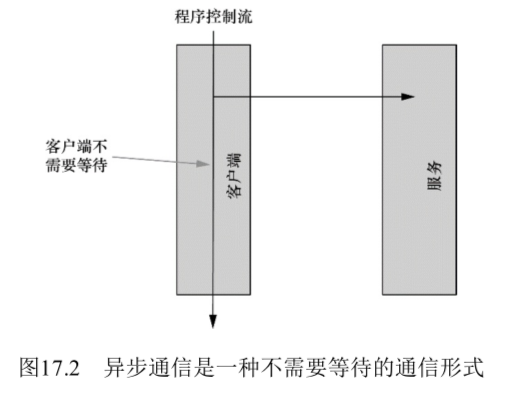 程序控制流
客户端不
需要等待
客户端
服务
图17.2 异步通信是一种不需要等待的通信形式